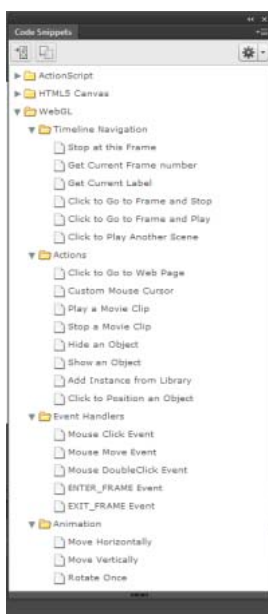 Code Snippets
ActionScript
HTML5 Canvas
WebGL
Timeline Navigation
Stop at this Frame
Get Current Frame number
Get Current Label
Click to Go to Frame and Stop
Click to Go to Frame and Play
Click to Play Another Scene
Actions
Click to Go to Web Page
Custom Mouse Cursor
Play a Movie Clip
Stop a Movie Clip
Hide an Object
Show an Object
Add Instance from Library
Click to Position an Object
Event Handlers
Mouse Click Event
Mouse Move Event
Mouse DoubleClick Event
ENTER_FRAME Event
EXIT_FRAME Event
Animation
Move Horizontally
Move Vertically
Rotate Once